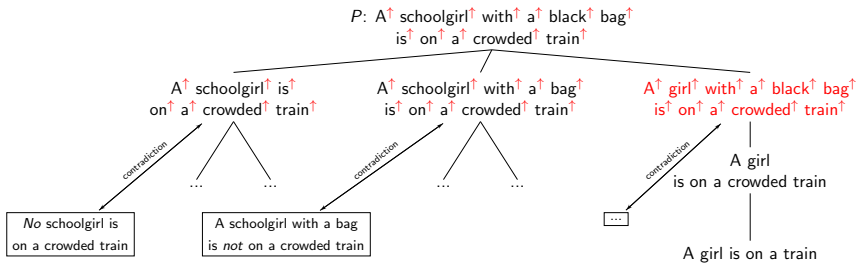 P: A↑ schoolgirl↑ with↑ a↑ black↑ bag↑
is↑ on↑ a↑ crowded↑ train↑
A↑ schoolgirl↑ is↑
on↑ a↑ crowded↑ train↑
A↑ schoolgirl↑ with↑ a↑ bag↑
is↑ on↑ a↑ crowded↑ train↑
A↑ girl↑ with↑ a↑ black↑ bag↑
is↑ on↑ a↑ crowded↑ train↑
contradiction
contradiction
contradiction
A girl
is on a crowded train
...
...
...
...
No schoolgirl is
on a crowded train
A schoolgirl with a bag
is not on a crowded train
...
A girl is on a train